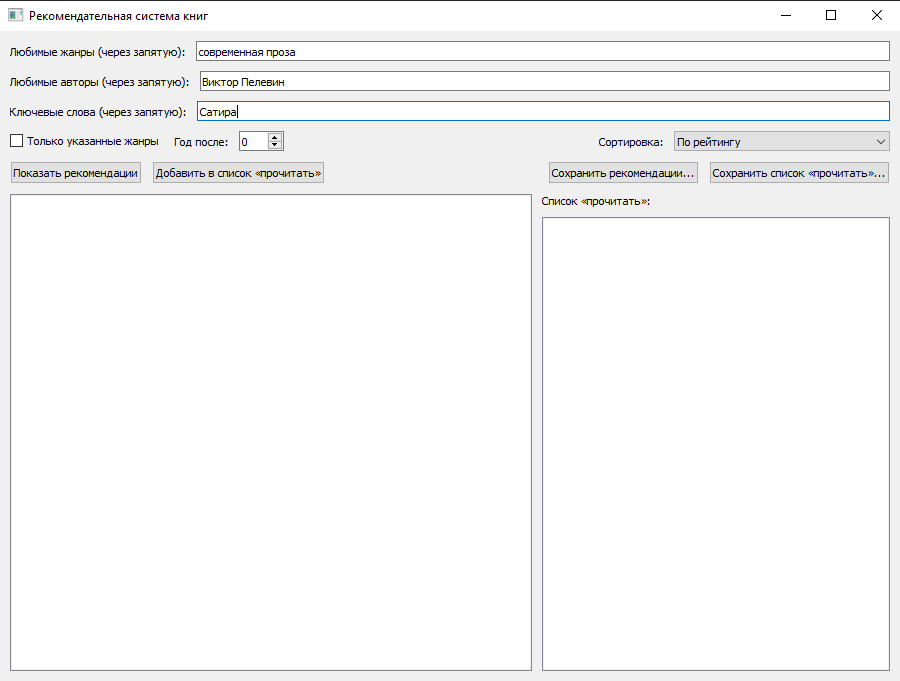 Рекомендательная система книг
Любимые жанры (через запятую): современная проза
Любимые авторы (через запятую): Виктор Пелевин
Ключевые слова (через запятую): Сатира
Только указанные жанры Год после: 0 Сортировка: По рейтингу
Показать рекомендации Добавить в список «прочитать» Сохранить рекомендации... Сохранить список «прочитать»...
Список «прочитать»: